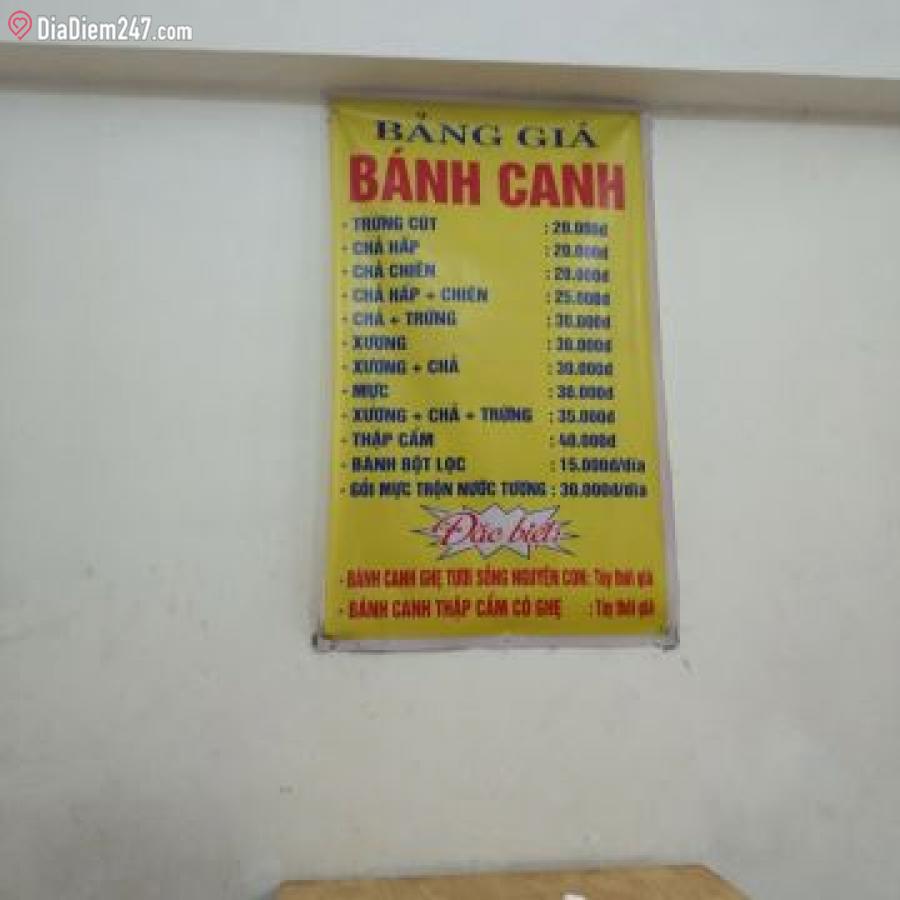 DiaDiem247.com
BẢNG GIÁ
BÁNH CANH
- TRỨNG CÚT : 20.000đ
- CHẢ HẤP : 20.000đ
- CHẢ CHIÊN : 20.000đ
- CHẢ HẤP + CHIÊN : 25.000đ
- CHẢ + TRỨNG : 30.000đ
- XƯƠNG : 30.000đ
- XƯƠNG + CHẢ : 30.000đ
- MỰC
- XƯƠNG + CHẢ + TRỨNG : 35.000đ
- THẬP CẨM : 40.000đ
- BÁNH BỘT LỌC : 15.000đ/dĩa
- GỎI MỰC TRỘN NƯỚC TƯƠNG : 30.000đ/dĩa
Đặc biệt:
- BÁNH CANH GHẸ TƯƠI SỐNG NGUYÊN CON: Tùy thời giá
- BÁNH CANH THẬP CẨM CÓ GHẸ : Tùy thời giá